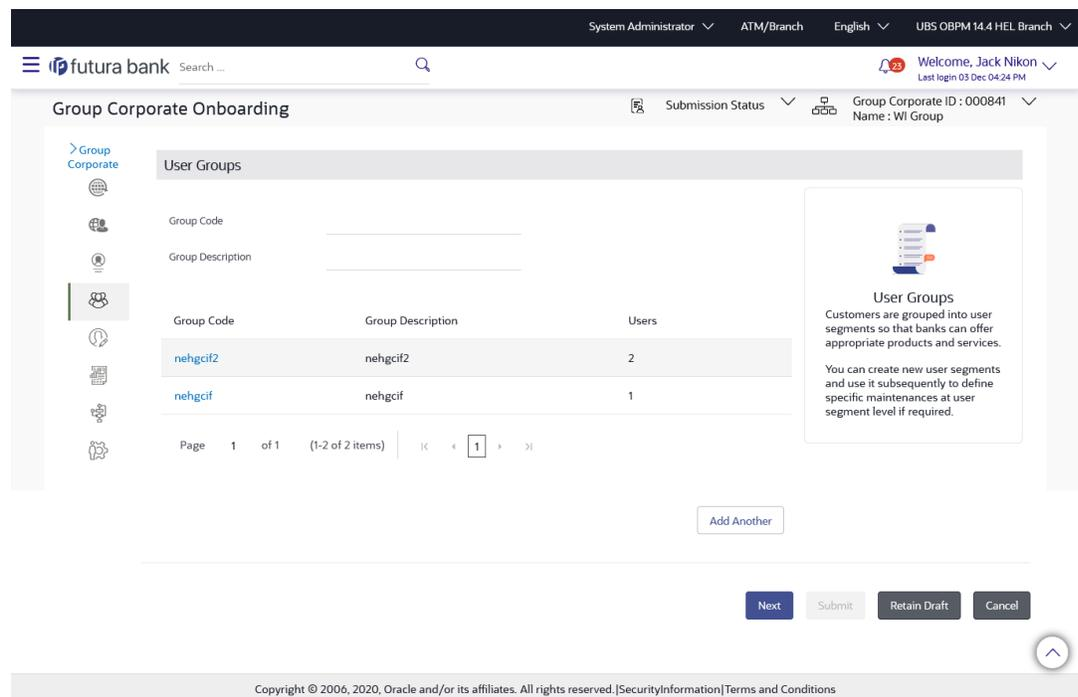 System Administrator ATM/Branch English UBS OBPM 14.4 HEL Branch
futura bank Search ... 23 Welcome, Jack Nikon
Last login 03 Dec 04:24 PM
Group Corporate Onboarding Submission Status Group Corporate ID : 000841
Name : WI Group
Group
Corporate
User Groups
Group Code
Group Description
Group Code Group Description Users
nehgcif2 nehgcif2 2
nehgcif nehgcif 1
Page 1 of 1 (1-2 of 2 items) 1
User Groups
Customers are grouped into user
segments so that banks can offer
appropriate products and services.
You can create new user segments
and use it subsequently to define
specific maintenances at user
segment level if required.
Add Another
Next Submit Retain Draft Cancel
Copyright © 2006, 2020, Oracle and/or its affiliates. All rights reserved.|SecurityInformation|Terms and Conditions